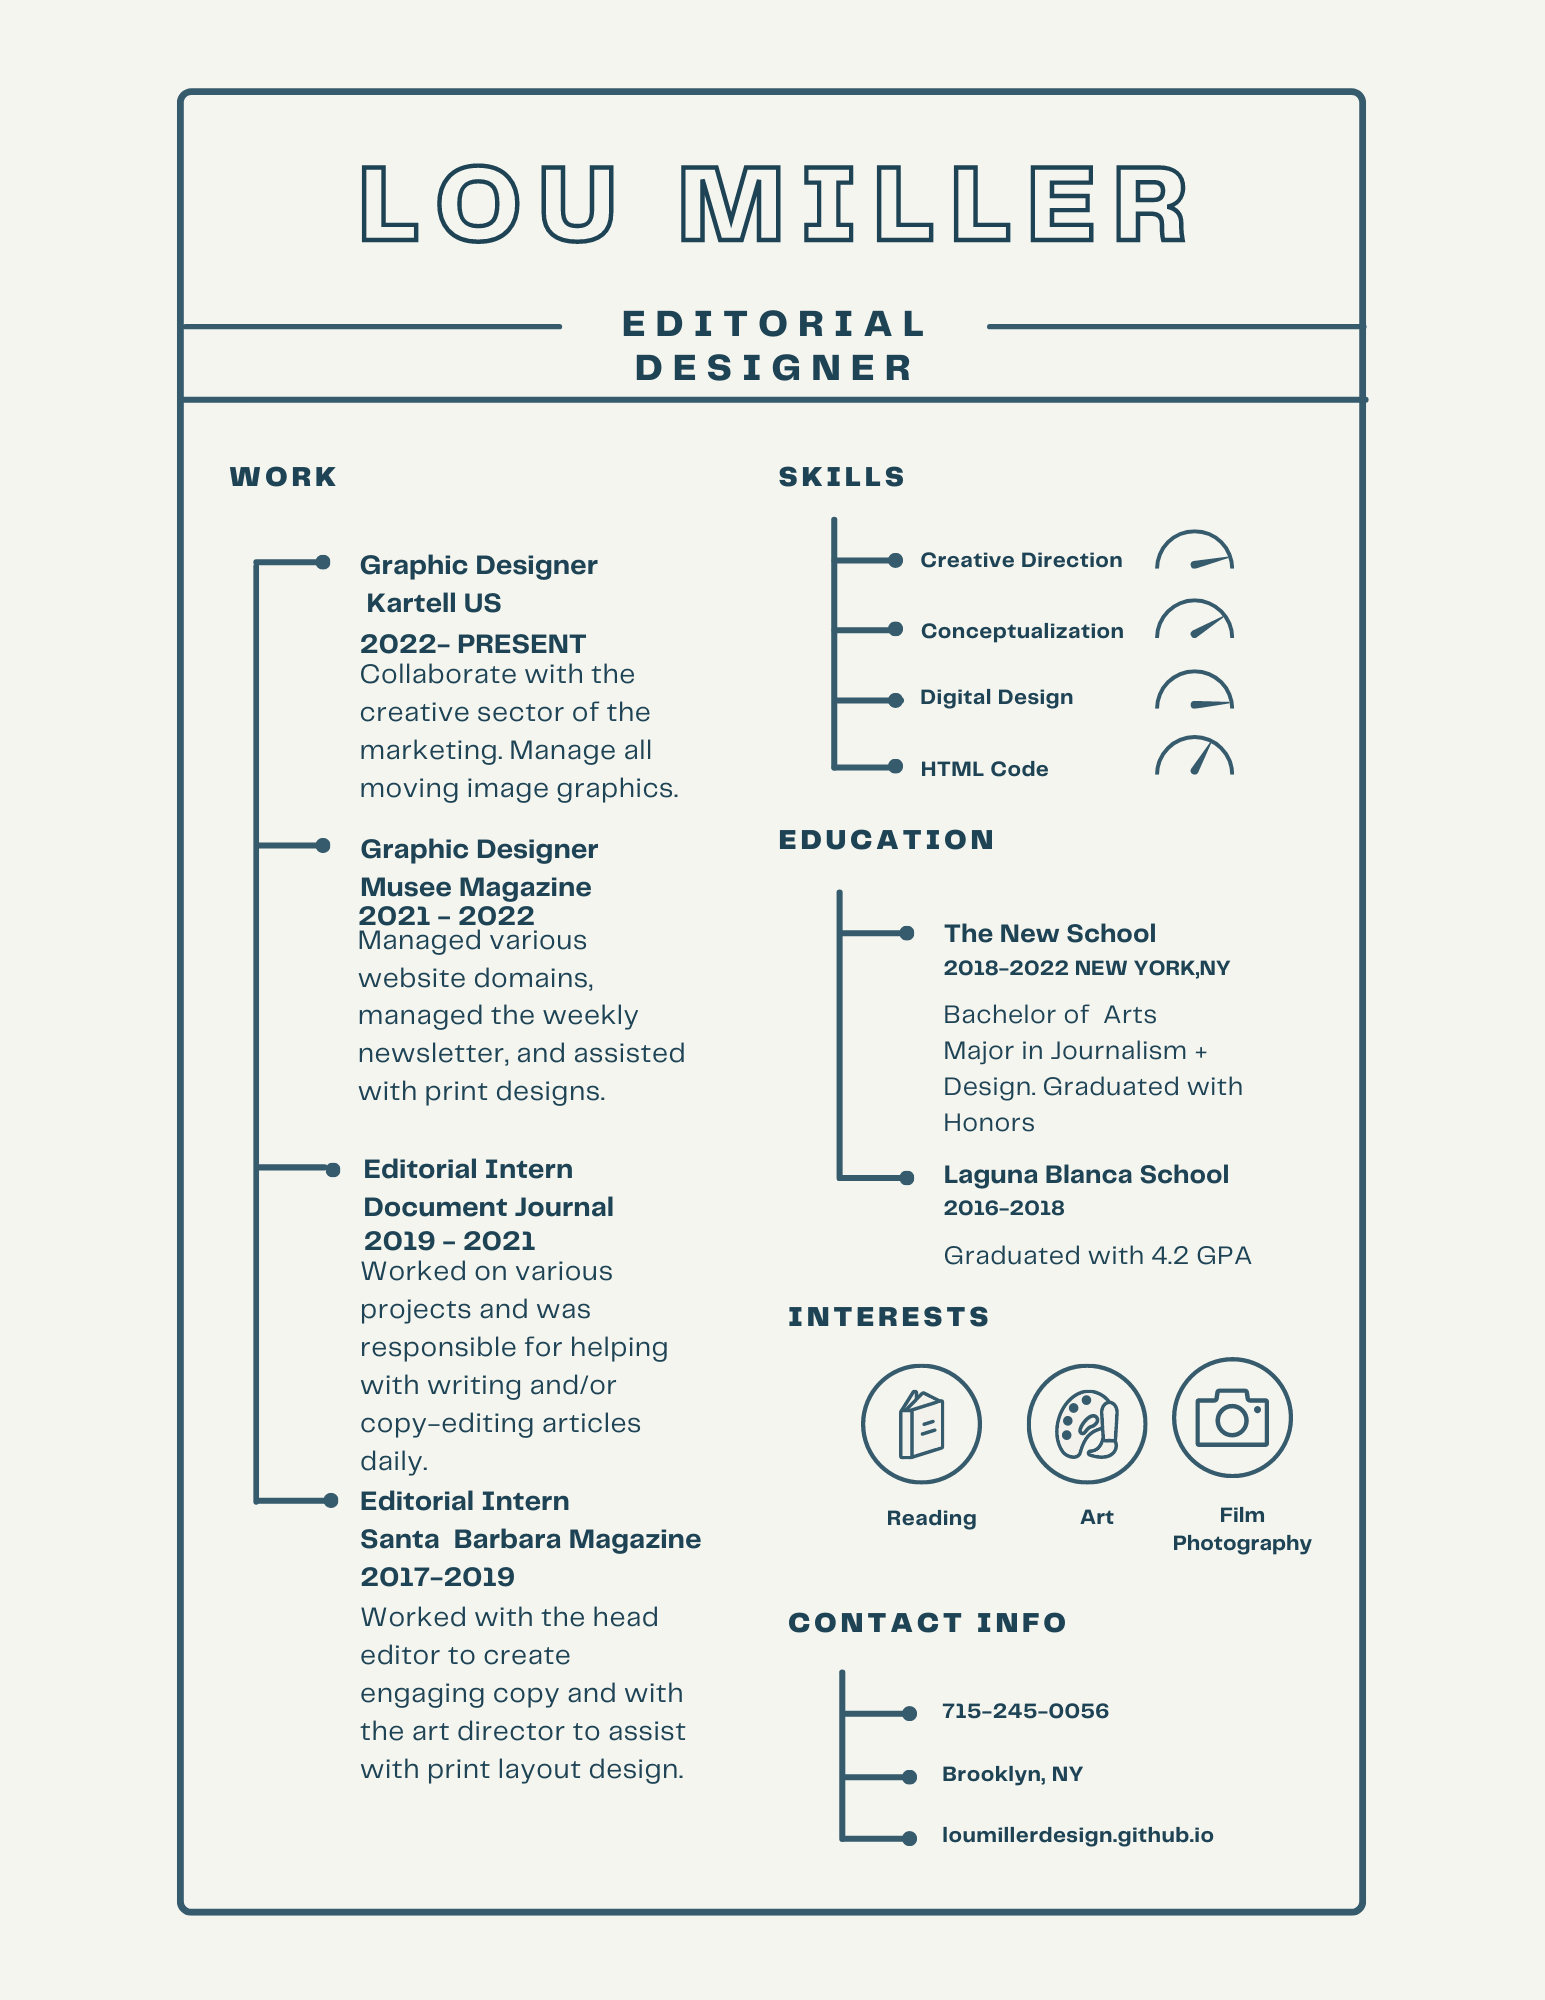 LOU MILLER
EDITORIAL
DESIGNER
WORK
Graphic Designer
Kartell US
2022- PRESENT
Collaborate with the
creative sector of the
marketing. Manage all
moving image graphics.
Graphic Designer
Musee Magazine
2021 - 2022
Managed various
website domains,
managed the weekly
newsletter, and assisted
with print designs.
Editorial Intern
Document Journal
2019 - 2021
Worked on various
projects and was
responsible for helping
with writing and/or
copy-editing articles
daily.
Editorial Intern
Santa  Barbara Magazine
2017-2019
Worked with the head
editor to create
engaging copy and with
the art director to assist
with print layout design.
SKILLS
Creative Direction
Conceptualization
Digital Design
HTML Code
EDUCATION
The New School
2018-2022 NEW YORK,NY
Bachelor of  Arts
Major in Journalism +
Design. Graduated with
Honors
Laguna Blanca School
2016-2018
Graduated with 4.2 GPA
INTERESTS
Reading
Art
Film
Photography
CONTACT INFO
715-245-0056
Brooklyn, NY
loumillerdesign.github.io